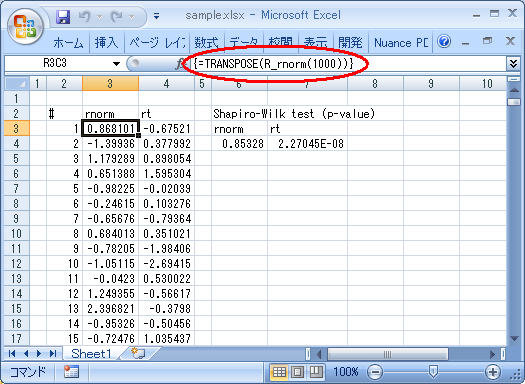 sample.xlsx - Microsoft Excel
ホーム 挿入 ページ レイ 数式 データ 校閲 表示 開発 Nuance PD
R3C3 fx {=TRANSPOSE(R_rnorm(1000))}
1 2 3 4 5 6 7 8 9 10
1
2 # rnorm rt Shapiro-Wilk test (p-value)
3 1 0.868101 -0.67521 rnorm rt
4 2 -1.39936 0.377992 0.85328 2.27045E-08
5 3 1.179289 0.898054
6 4 0.651388 1.595304
7 5 -0.98225 -0.02039
8 6 -0.24615 0.103276
9 7 -0.65676 -0.79364
10 8 0.684013 0.351021
11 9 -0.78205 -1.98406
12 10 -1.05115 -2.69415
13 11 -0.0423 0.530022
14 12 1.249355 -0.56617
15 13 2.396821 -0.3798
16 14 -0.95326 -0.50456
17 15 -0.72476 1.035437
Sheet1
コマンド 100%